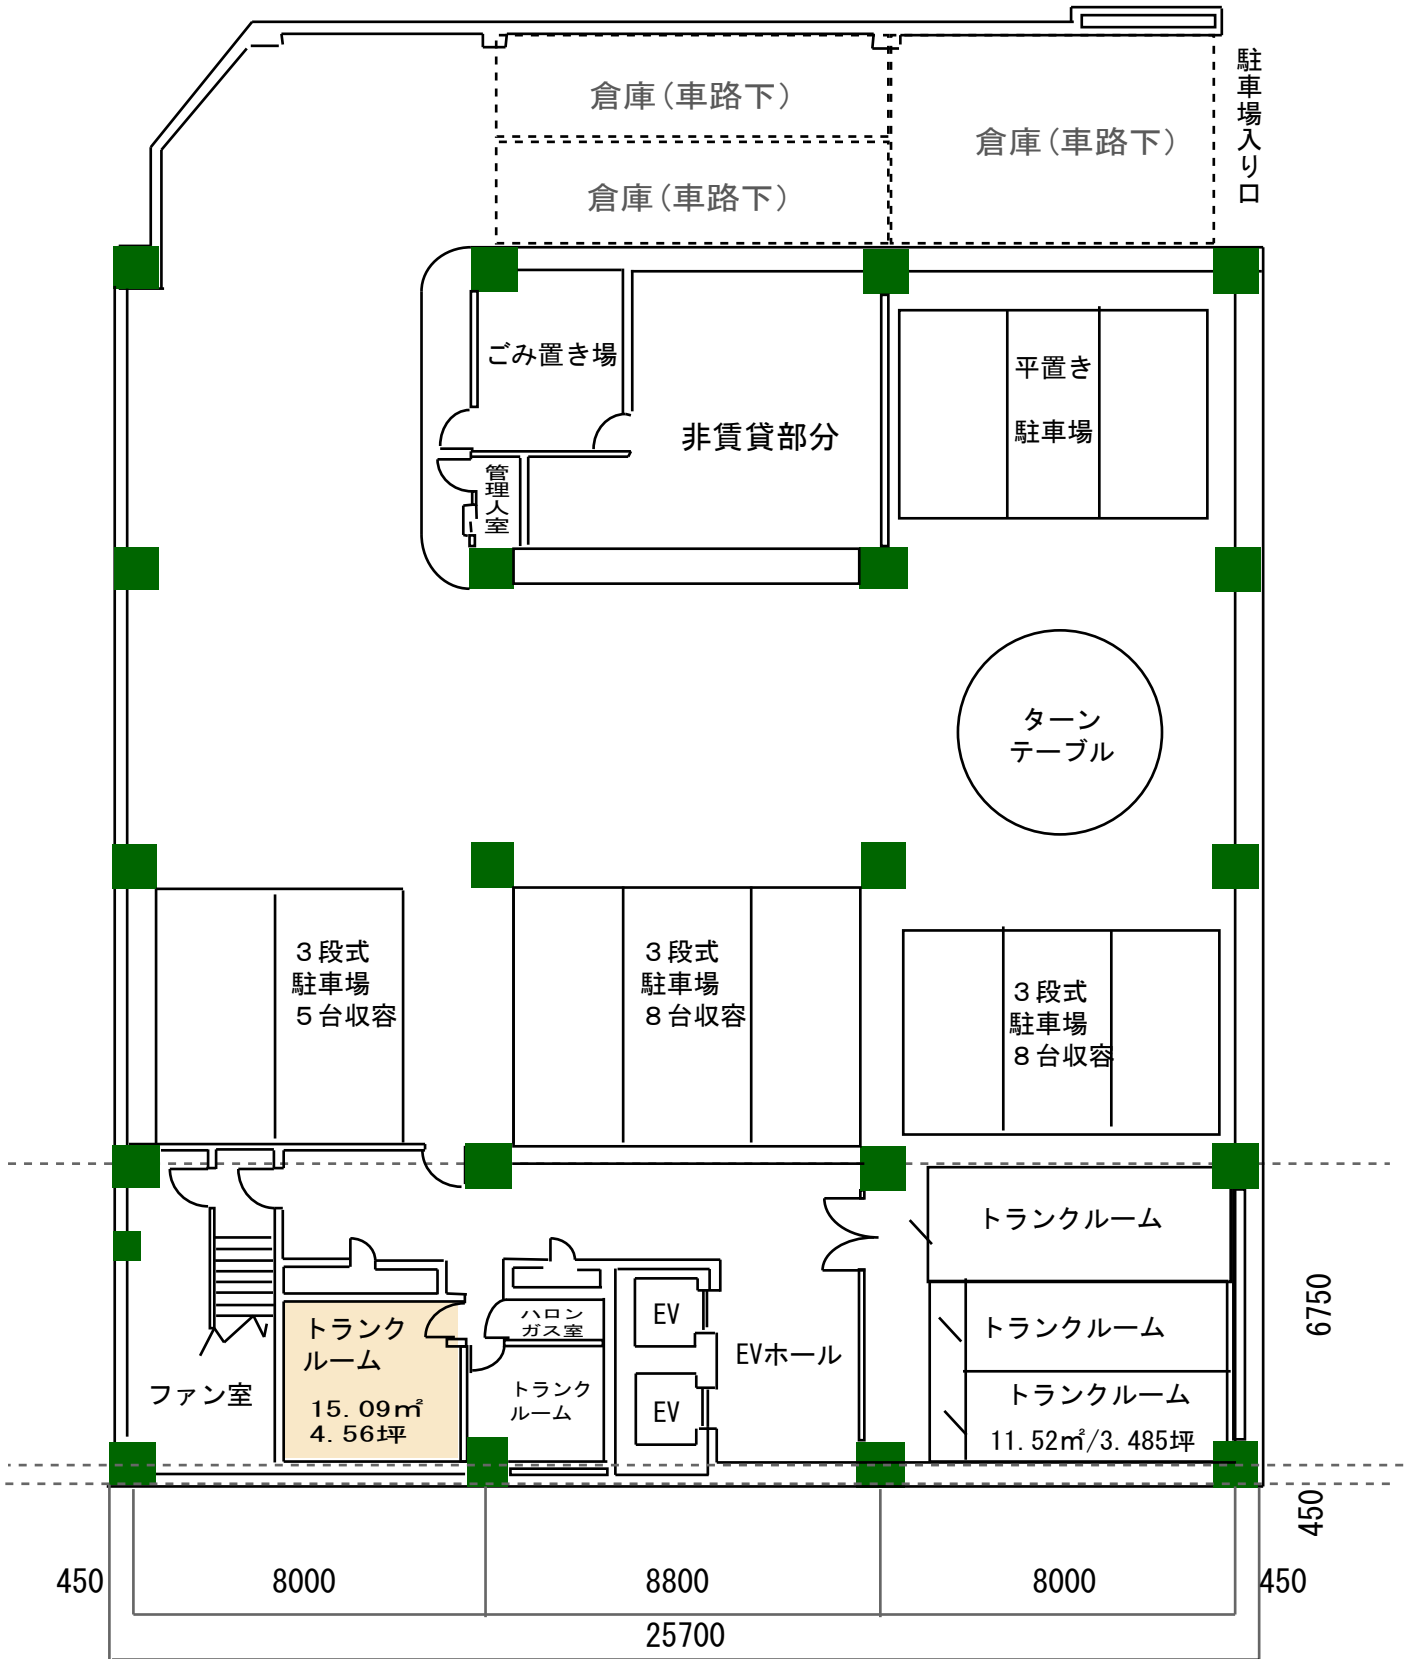 倉庫(車路下)
倉庫(車路下)
倉庫(車路下)
駐車場入り口
ごみ置き場
非賃貸部分
管理人室
平置き
駐車場
ターン
テーブル
３段式
駐車場
５台収容
３段式
駐車場
８台収容
３段式
駐車場
８台収容
トランクルーム
トランクルーム
トランクルーム
11.52㎡/3.485坪
トランク
ルーム
15.09㎡
4.56坪
ファン室
ハロン
ガス室
トランク
ルーム
EV
EV
EVホール
6750
450
450
8000
8800
8000
450
25700